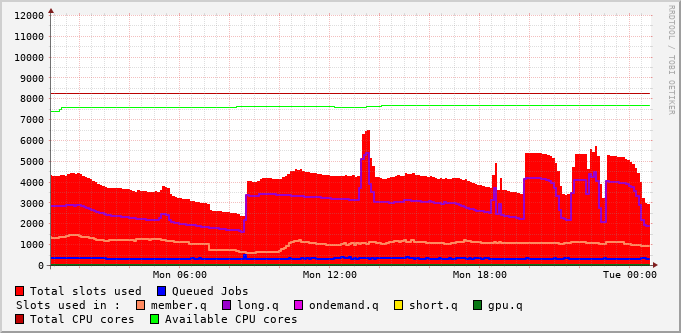 12000
11000
10000
9000
8000
7000
6000
5000
4000
3000
2000
1000
0
Mon 06:00 Mon 12:00 Mon 18:00 Tue 00:00
Total slots used Queued Jobs
Slots used in : member.q long.q ondemand.q short.q gpu.q
Total CPU cores Available CPU cores
RRDTOOL / TOBI OETIKER